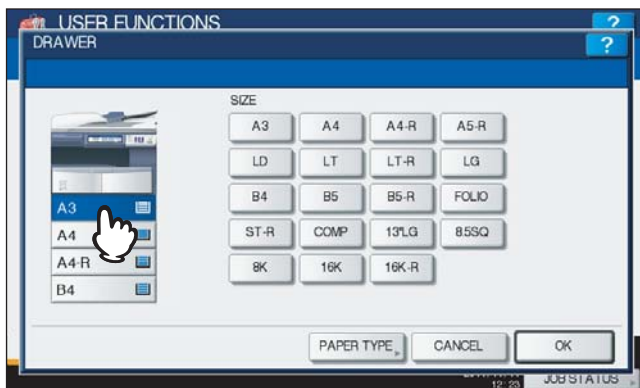 USER FUNCTIONS ?
DRAWER ?
SIZE
A3 A4 A4-R A5-R
LD LT LT-R LG
B4 B5 B5-R FOLIO
ST-R COMP 13"LG 8.5SQ
8K 16K 16K-R
A3
A4
A4-R
B4
PAPER TYPE CANCEL OK
12:23 JOB STATUS